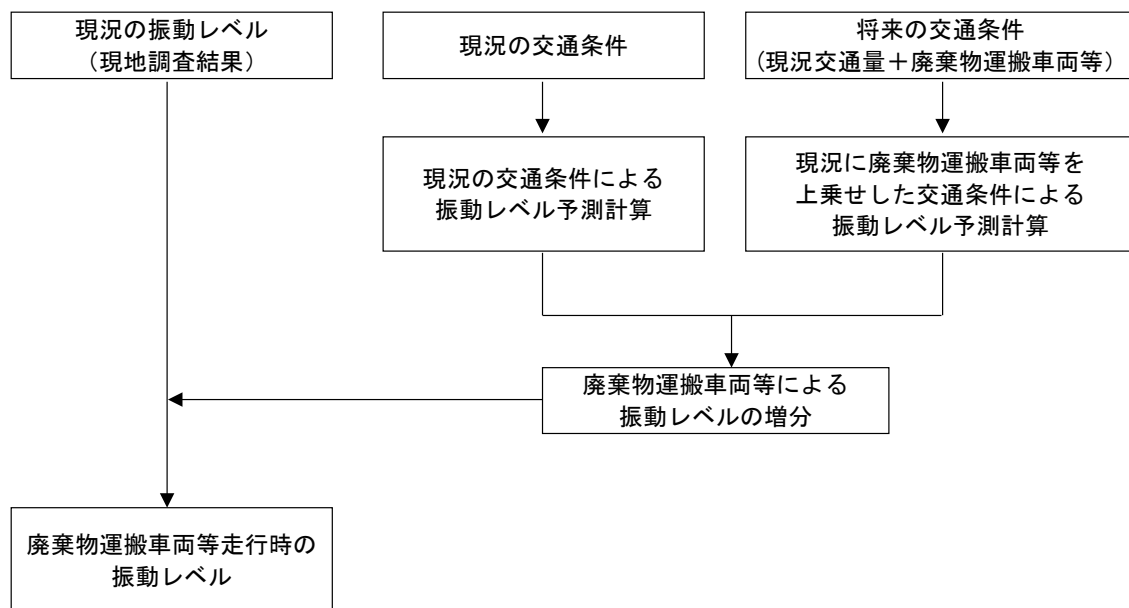 現況の振動レベル
(現地調査結果)
現況の交通条件
将来の交通条件
(現況交通量+廃棄物運搬車両等)
現況の交通条件による
振動レベル予測計算
現況に廃棄物運搬車両等を
上乗せした交通条件による
振動レベル予測計算
廃棄物運搬車両等による
振動レベルの増分
廃棄物運搬車両等走行時の
振動レベル